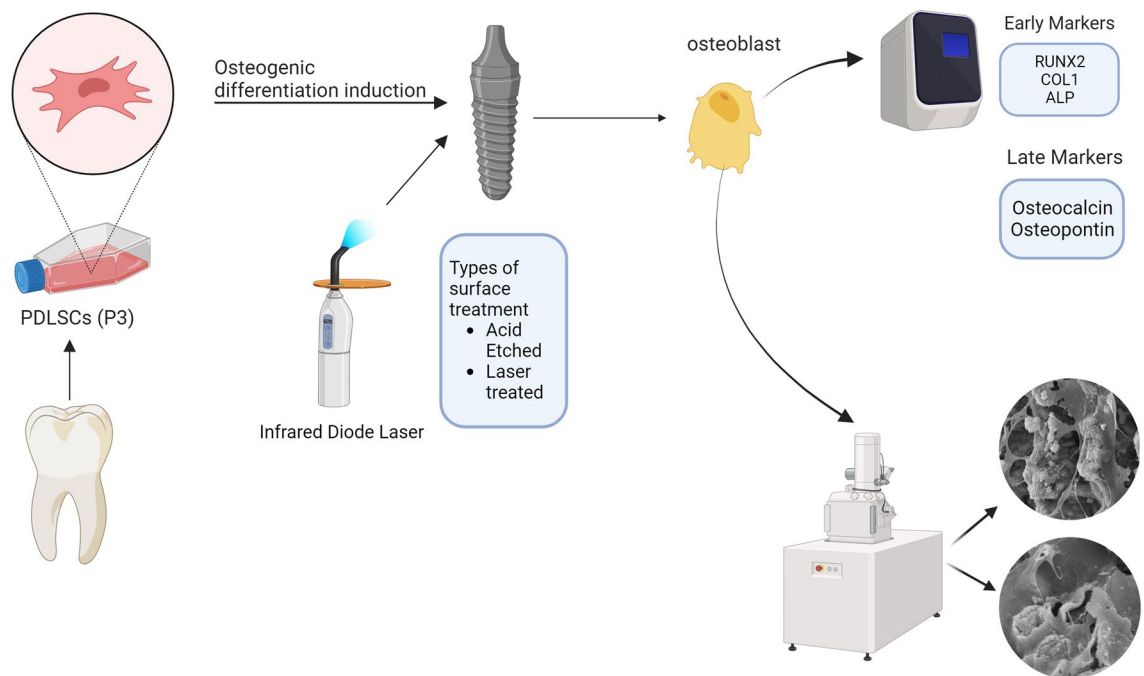 Osteogenic
differentiation induction
osteoblast
Early Markers
RUNX2
COL1
ALP
Late Markers
Osteocalcin
Osteopontin
PDLSCs (P3)
Types of
surface
treatment
• Acid
Etched
• Laser
treated
Infrared Diode Laser